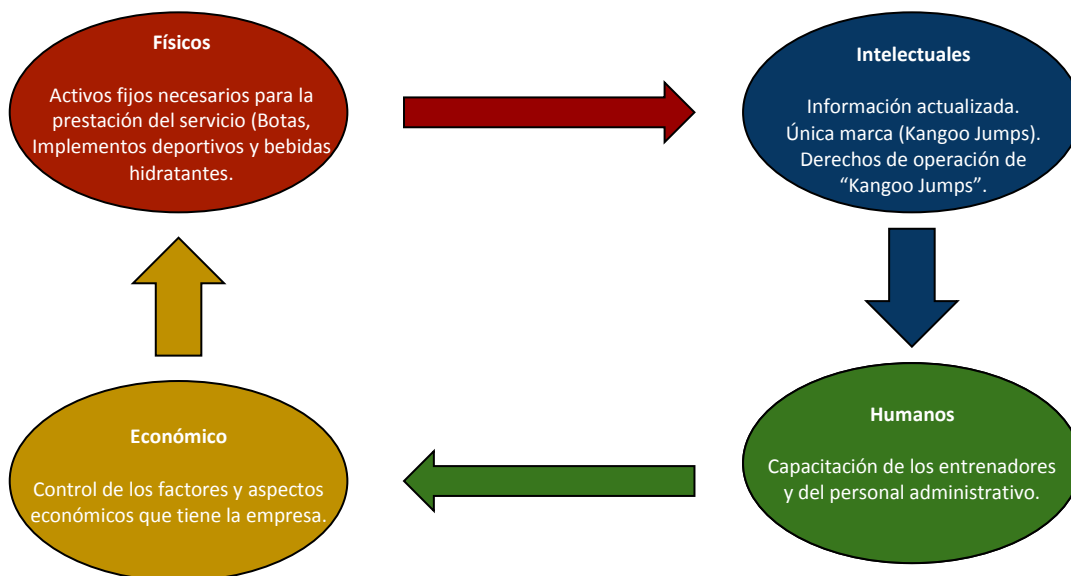 Físicos
Activos fijos necesarios para la
prestación del servicio (Botas,
Implementos deportivos y bebidas
hidratantes.
Intelectuales
Información actualizada.
Única marca (Kangoo Jumps).
Derechos de operación de
“Kangoo Jumps”.
Económico
Control de los factores y aspectos
económicos que tiene la empresa.
Humanos
Capacitación de los entrenadores
y del personal administrativo.